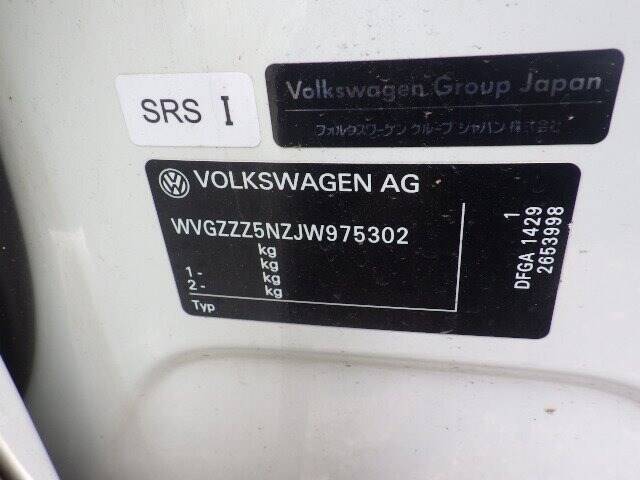 SRS I
Volkswagen Group Japan
フォルクスワーゲン グループ ジャパン 株式会社
VOLKSWAGEN AG
WVGZZZ5NZJW975302
kg
kg
1- kg
2- kg
Typ
1
DFGA 1429
2653998